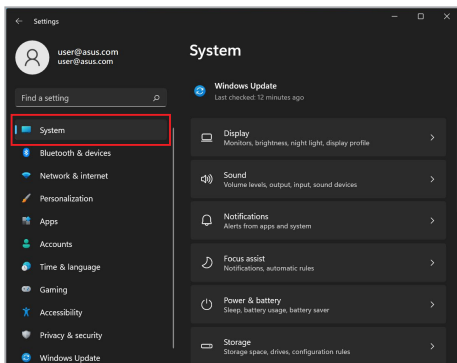 Settings
user@asus.com
user@asus.com
Find a setting
System
Bluetooth & devices
Network & internet
Personalization
Apps
Accounts
Time & language
Gaming
Accessibility
Privacy & security
Windows Update
System
Windows Update
Last checked: 12 minutes ago
Display
Monitors, brightness, night light, display profile
Sound
Volume levels, output, input, sound devices
Notifications
Alerts from apps and system
Focus assist
Notifications, automatic rules
Power & battery
Sleep, battery usage, battery saver
Storage
Storage space, drives, configuration rules